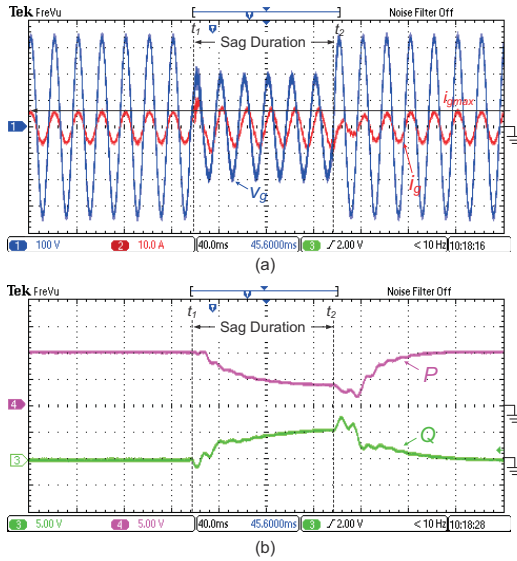 Tek FreVu Noise Filter Off
t1 t2
Sag Duration
igmax
1
vg
ig
1 100 V 2 10.0 A 40.0ms 45.6000ms 3 2.00 V < 10 Hz 10:18:16
(a)
Tek FreVu Noise Filter Off
t1 t2
Sag Duration
P
4
Q
3
3 5.00 V 4 5.00 V 40.0ms 45.6000ms 3 2.00 V < 10 Hz 10:18:28
(b)